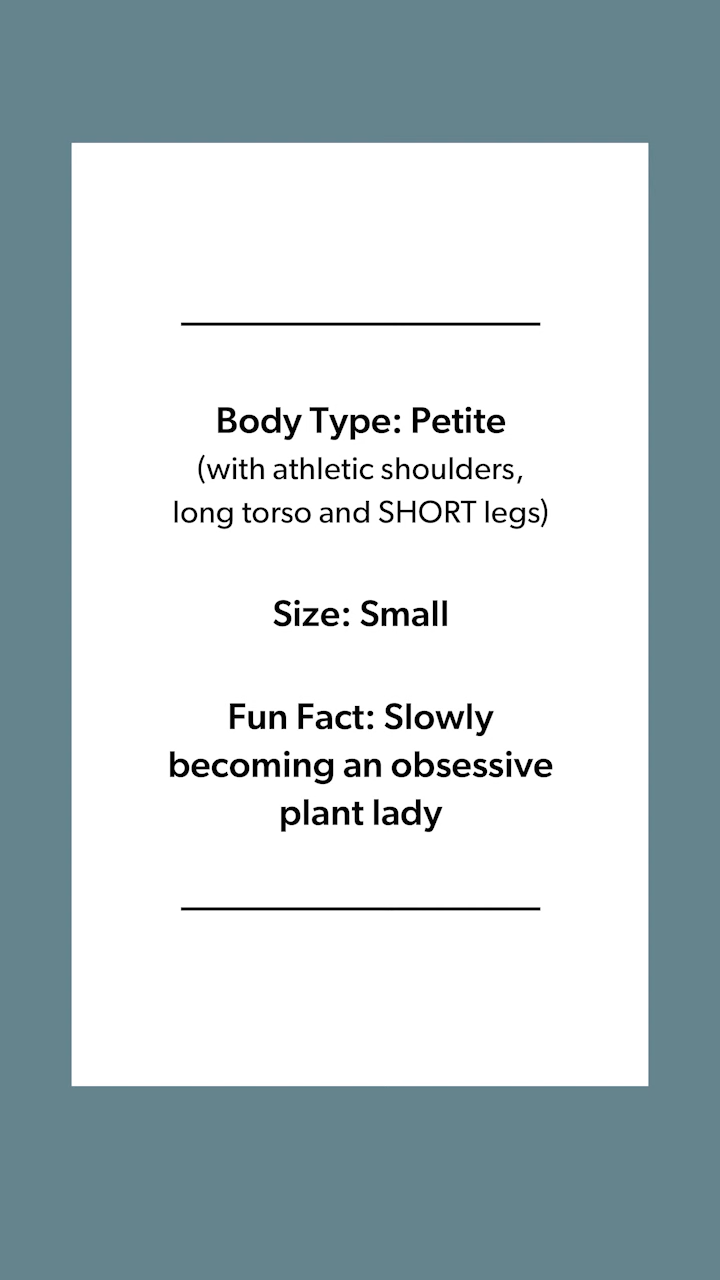 Body Type: Petite
(with athletic shoulders,
long torso and SHORT legs)
Size: Small
Fun Fact: Slowly
becoming an obsessive
plant lady